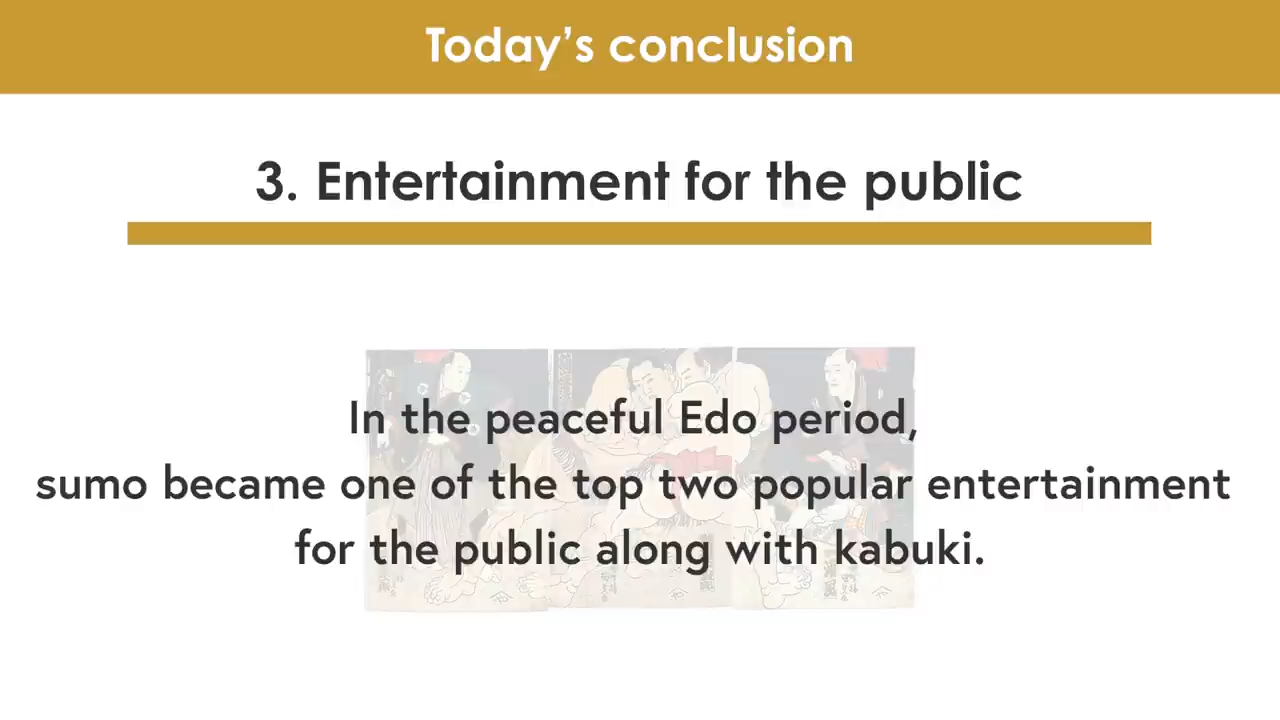 Today’s conclusion
3. Entertainment for the public
In the peaceful Edo period,
sumo became one of the top two popular entertainment
for the public along with kabuki.